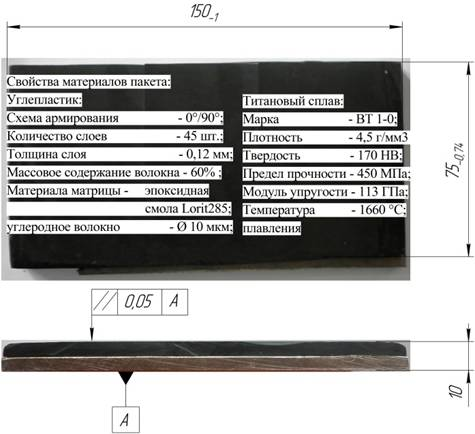 150-1
Свойства материалов пакета:
Углепластик:
Схема армирования - 0°/90°;
Количество слоев - 45 шт.;
Толщина слоя - 0,12 мм;
Массовое содержание волокна - 60% ;
Материала матрицы - эпоксидная
смола Lorit285;
углеродное волокно - Ø 10 мкм;
Титановый сплав:
Марка - ВТ 1-0;
Плотность - 4,5 г/мм3
Твердость - 170 НВ;
Предел прочности - 450 МПа;
Модуль упругости - 113 ГПа;
Температура - 1660 °С;
плавления
75-0,74
// 0,05 А
10
А